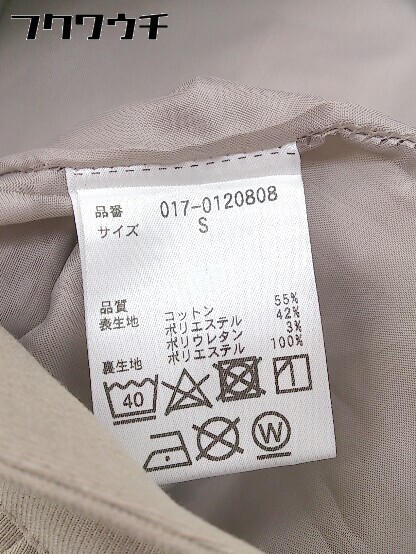 フクワウチ
品番 017-0120808
サイズ S
品質
表生地 コットン 55%
ポリエステル 42%
ポリウレタン 3%
裏生地 ポリエステル 100%
40
W